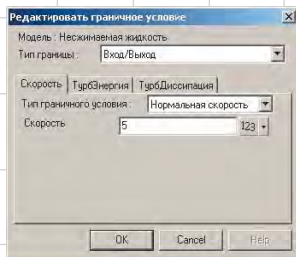 Редактировать граничное условие
Модель : Несжимаемая жидкость
Тип границы : Вход/Выход
Скорость ТурбЭнергия ТурбДиссипация
Тип граничного условия : Нормальная скорость
Скорость 5 123
OK Cancel Help